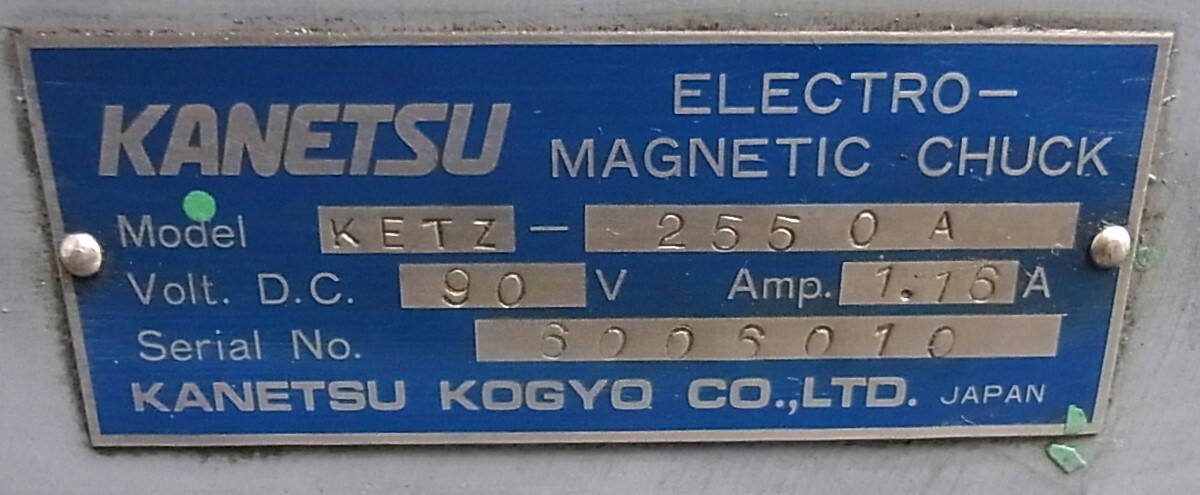 KANETSU
ELECTRO-
MAGNETIC CHUCK
Model KETZ - 2550A
Volt. D.C. 90 V Amp. 1.16 A
Serial No. 6006010
KANETSU KOGYO CO.,LTD. JAPAN